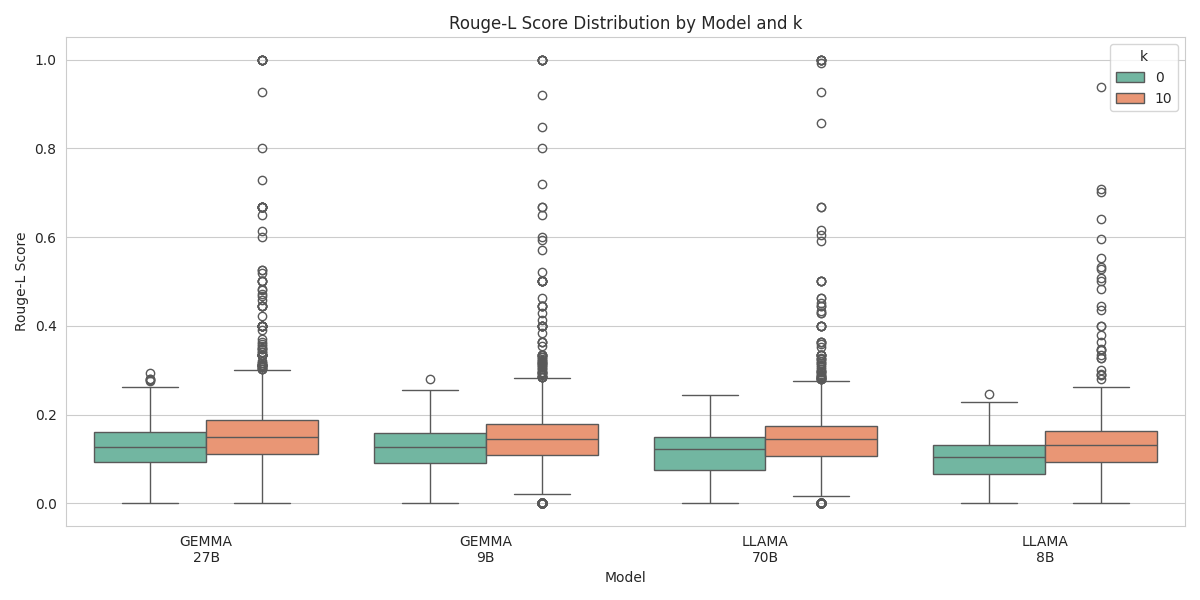 Rouge-L Score Distribution by Model and k
k
0
10
Rouge-L Score
1.0
0.8
0.6
0.4
0.2
0.0
GEMMA
27B
GEMMA
9B
LLAMA
70B
LLAMA
8B
Model